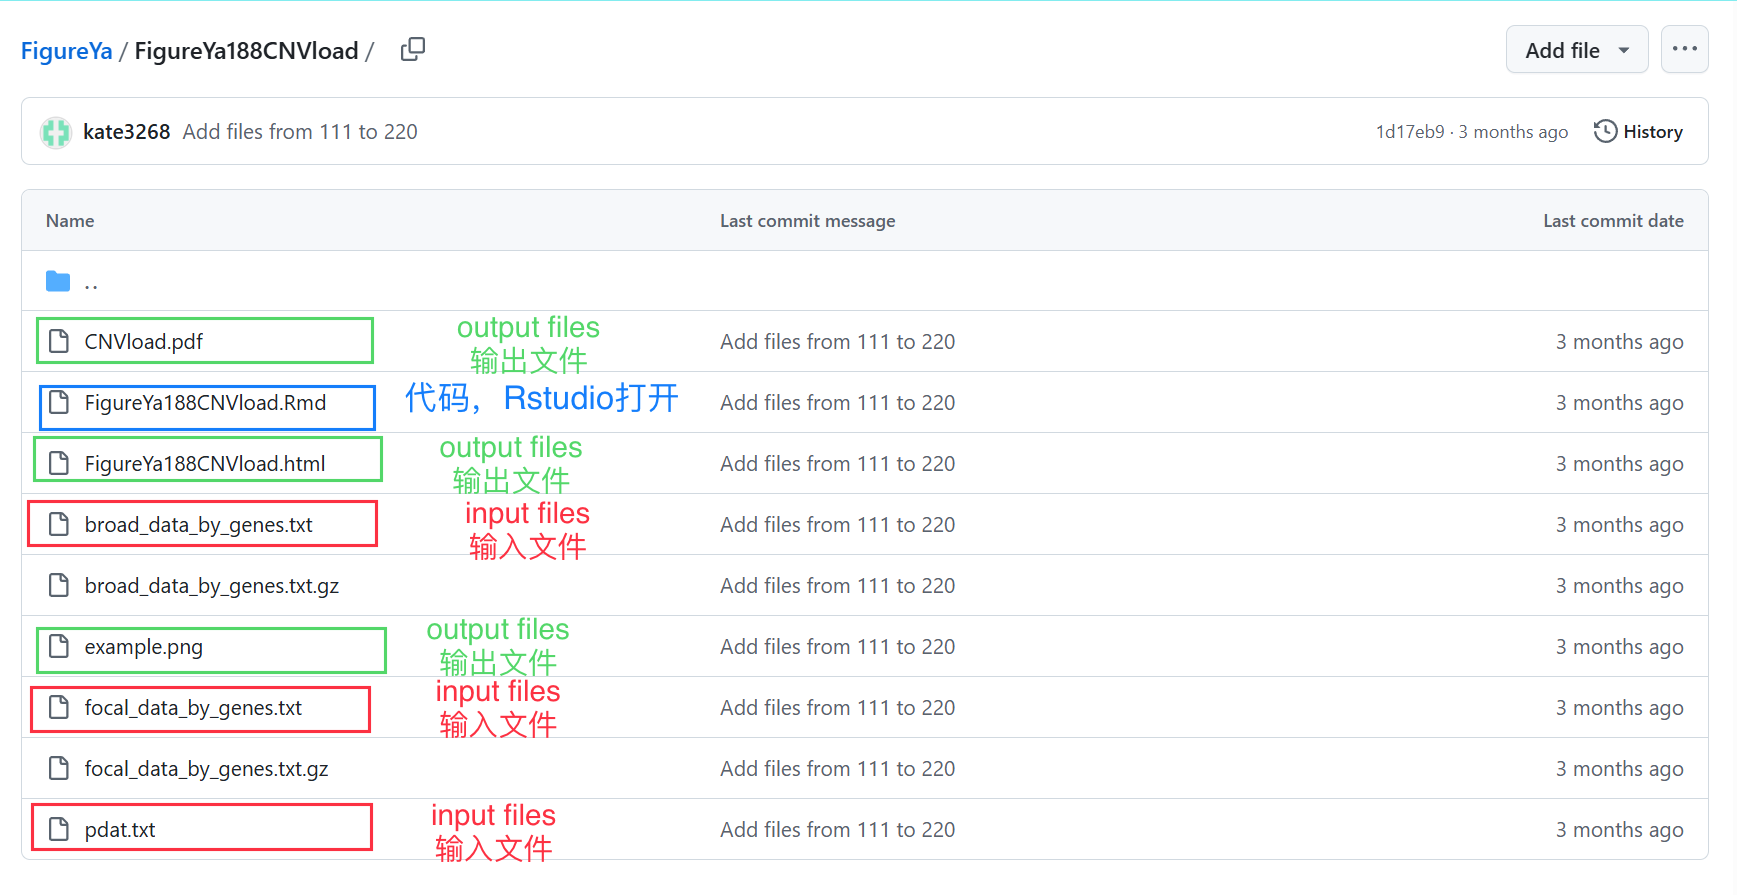 FigureYa / FigureYa188CNVload /
Add file
kate3268 Add files from 111 to 220
1d17eb9 · 3 months ago
History
Name Last commit message Last commit date
..
CNVload.pdf
output files
输出文件
Add files from 111 to 220 3 months ago
FigureYa188CNVload.Rmd 代码，Rstudio打开 Add files from 111 to 220 3 months ago
FigureYa188CNVload.html
output files
输出文件
Add files from 111 to 220 3 months ago
broad_data_by_genes.txt
input files
输入文件
Add files from 111 to 220 3 months ago
broad_data_by_genes.txt.gz Add files from 111 to 220 3 months ago
example.png
output files
输出文件
Add files from 111 to 220 3 months ago
focal_data_by_genes.txt
input files
输入文件
Add files from 111 to 220 3 months ago
focal_data_by_genes.txt.gz Add files from 111 to 220 3 months ago
pdat.txt
input files
输入文件
Add files from 111 to 220 3 months ago